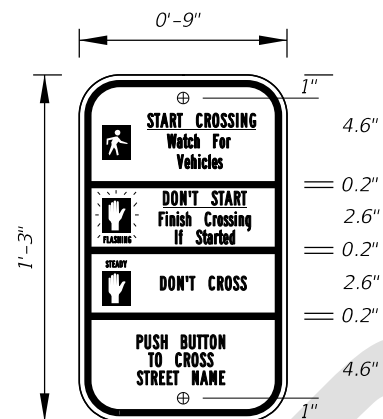 0'-9"
1"
START CROSSING
Watch For
Vehicles
4.6"
0.2"
DON'T START
Finish Crossing
If Started
FLASHING
2.6"
0.2"
1'-3"
STEADY
DON'T CROSS
2.6"
0.2"
PUSH BUTTON
TO CROSS
STREET NAME
4.6"
1"